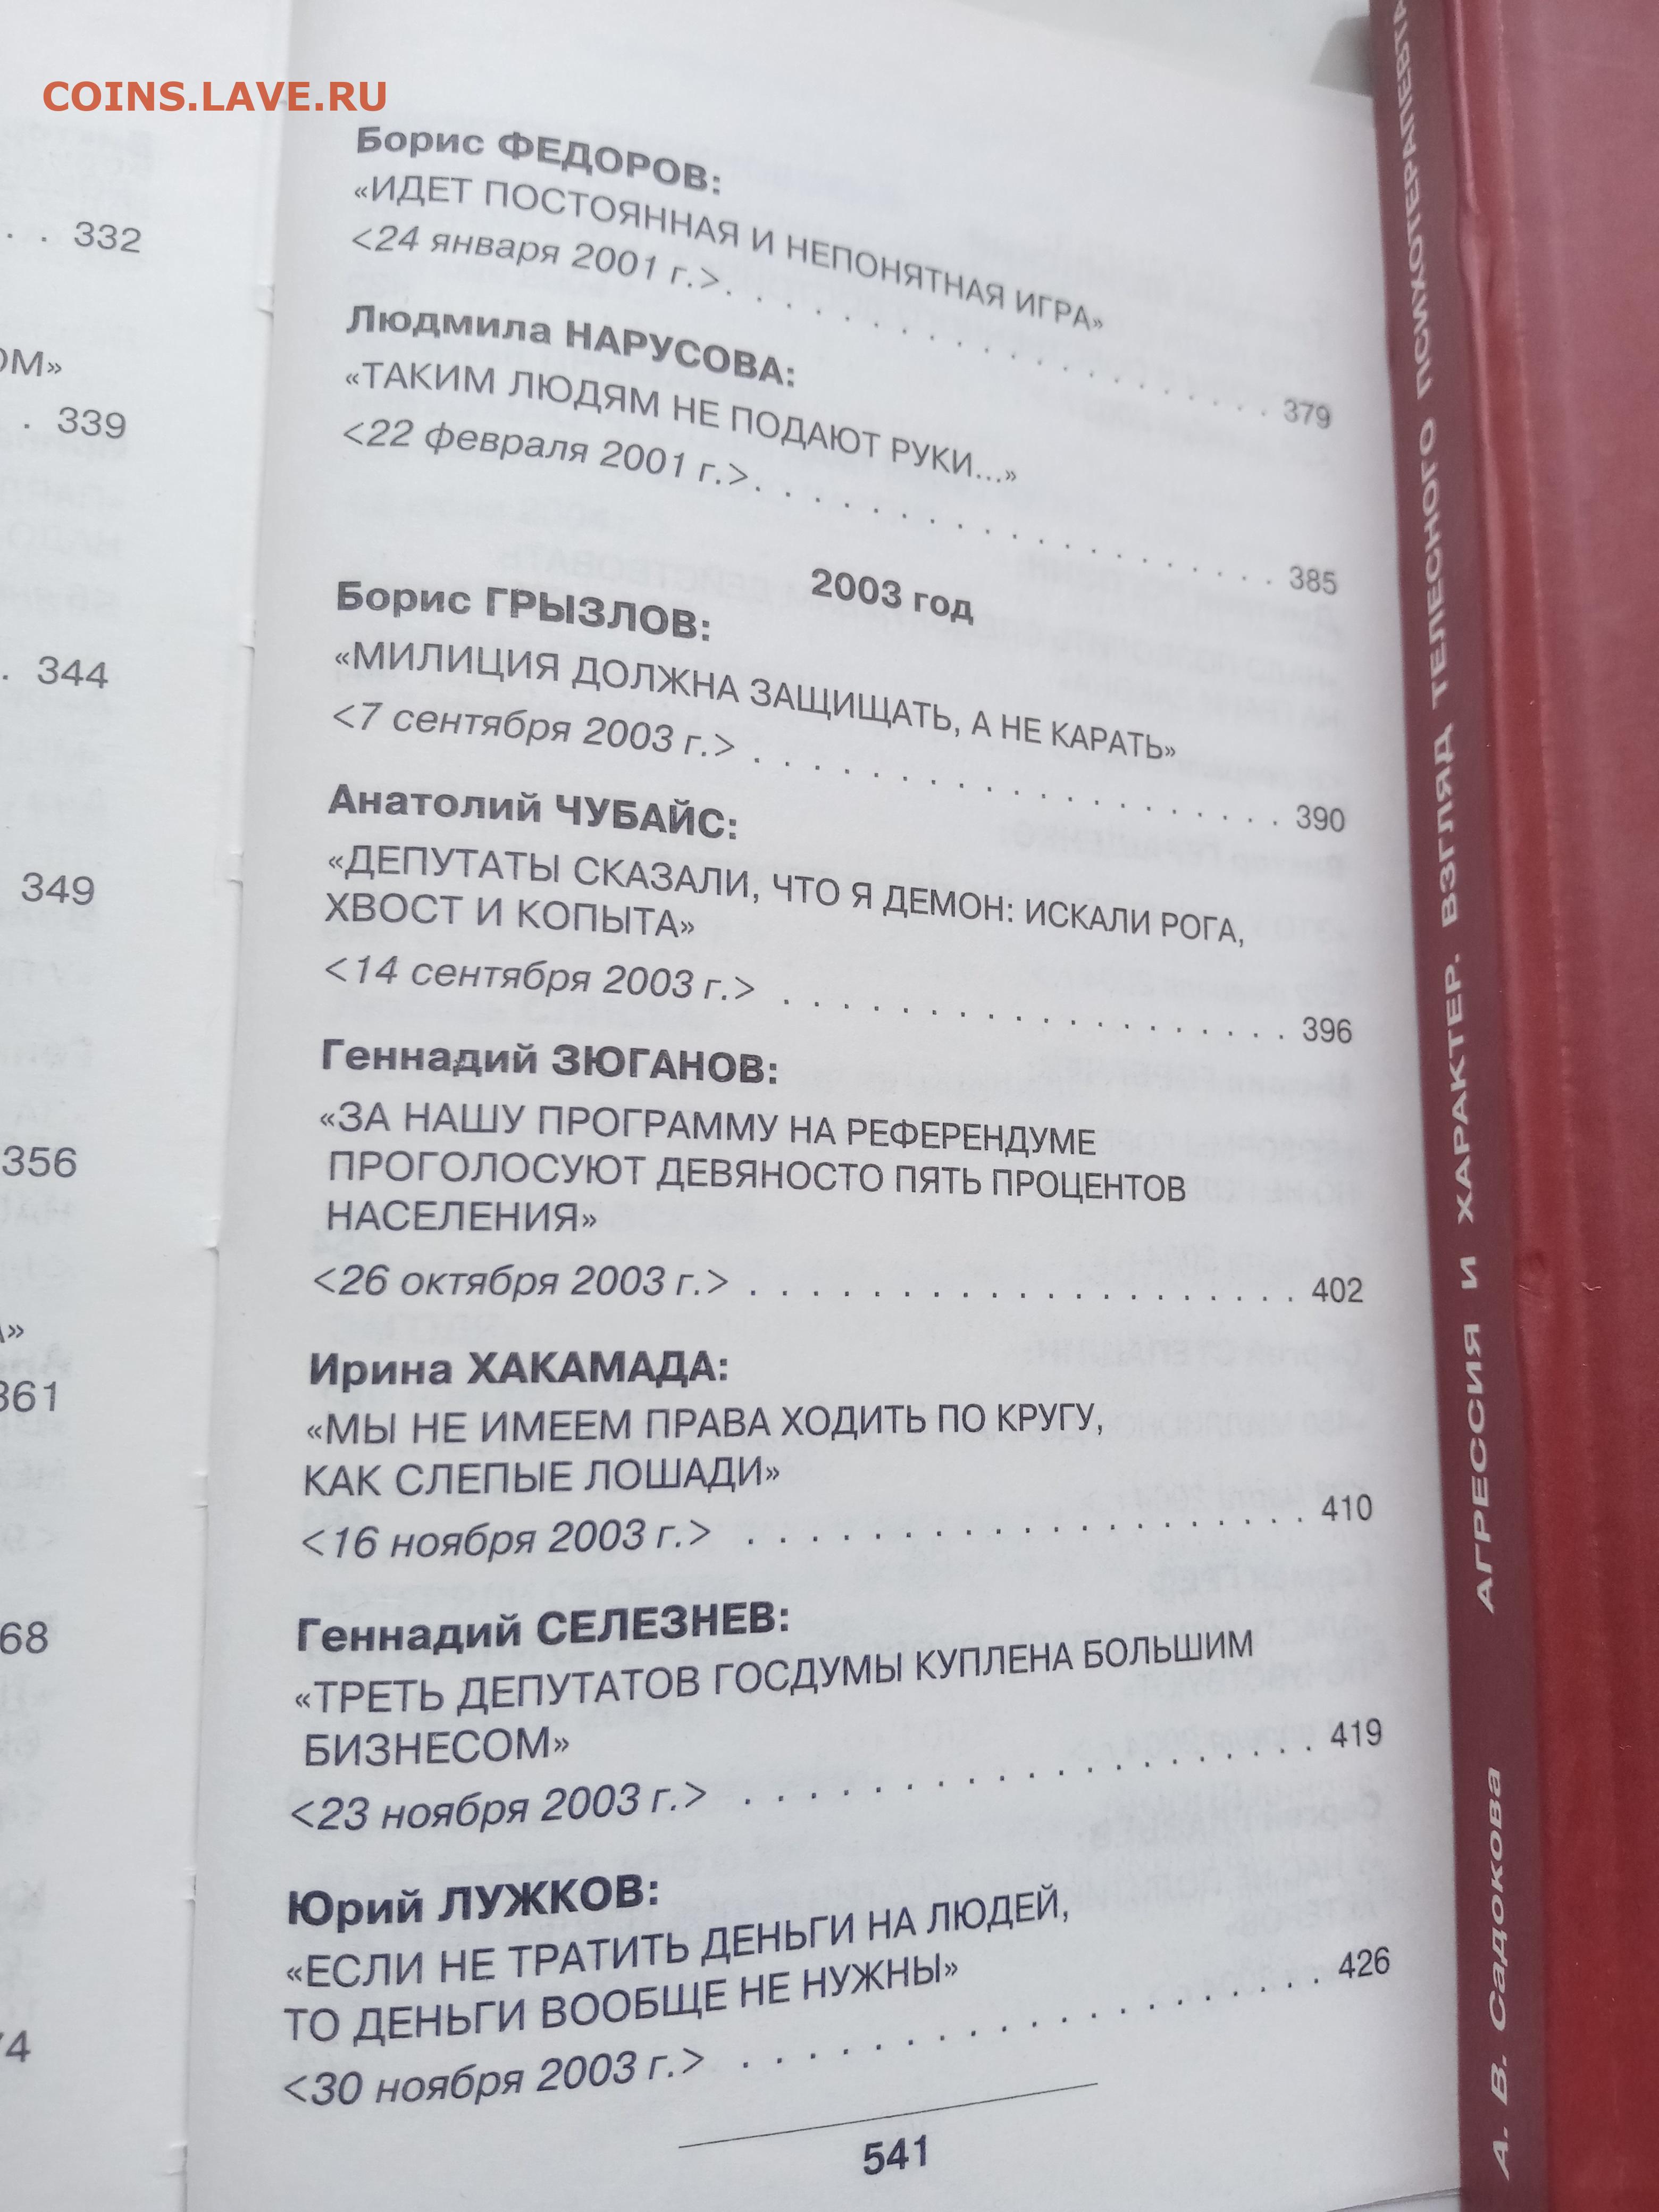 COINS.LAVE.RU
332
ОМ»
339
344
349
356
А»
361
68
74
Борис ФЕДОРОВ:
«ИДЕТ ПОСТОЯННАЯ И НЕПОНЯТНАЯ ИГРА»
<24 января 2001 г.> . . . . . . . . . . . . . . . . . . 379
Людмила НАРУСОВА:
«ТАКИМ ЛЮДЯМ НЕ ПОДАЮТ РУКИ...»
<22 февраля 2001 г.> . . . . . . . . . . . . . . . . . . 385
2003 год
Борис ГРЫЗЛОВ:
«МИЛИЦИЯ ДОЛЖНА ЗАЩИЩАТЬ, А НЕ КАРАТЬ»
<7 сентября 2003 г.> . . . . . . . . . . . . . . . . . . 390
Анатолий ЧУБАЙС:
«ДЕПУТАТЫ СКАЗАЛИ, ЧТО Я ДЕМОН: ИСКАЛИ РОГА,
ХВОСТ И КОПЫТА»
<14 сентября 2003 г.> . . . . . . . . . . . . . . . . . . 396
Геннадий ЗЮГАНОВ:
«ЗА НАШУ ПРОГРАММУ НА РЕФЕРЕНДУМЕ
ПРОГОЛОСУЮТ ДЕВЯНОСТО ПЯТЬ ПРОЦЕНТОВ
НАСЕЛЕНИЯ»
<26 октября 2003 г.> . . . . . . . . . . . . . . . . . . 402
Ирина ХАКАМАДА:
«МЫ НЕ ИМЕЕМ ПРАВА ХОДИТЬ ПО КРУГУ,
КАК СЛЕПЫЕ ЛОШАДИ»
<16 ноября 2003 г.> . . . . . . . . . . . . . . . . . . 410
Геннадий СЕЛЕЗНЕВ:
«ТРЕТЬ ДЕПУТАТОВ ГОСДУМЫ КУПЛЕНА БОЛЬШИМ
БИЗНЕСОМ»
<23 ноября 2003 г.> . . . . . . . . . . . . . . . . . . 419
Юрий ЛУЖКОВ:
«ЕСЛИ НЕ ТРАТИТЬ ДЕНЬГИ НА ЛЮДЕЙ,
ТО ДЕНЬГИ ВООБЩЕ НЕ НУЖНЫ»
<30 ноября 2003 г.> . . . . . . . . . . . . . . . . . . 426
541
А. В. Садокова АГРЕССИЯ И ХАРАКТЕР. ВЗГЛЯД ТЕЛЕСНОГО ПСИХОТЕРАПЕВТА